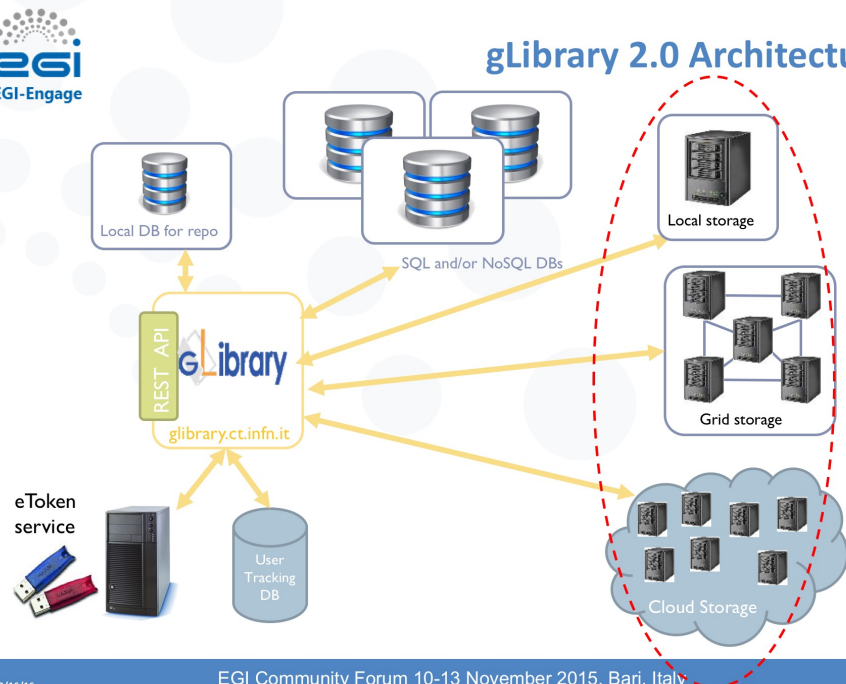 egi
EGI-Engage
gLibrary 2.0 Architectu
Local DB for repo
SQL and/or NoSQL DBs
Local storage
REST API
gLibrary
glibrary.ct.infn.it
Grid storage
eToken
service
User
Tracking
DB
Cloud Storage
EGI Community Forum 10-13 November 2015, Bari, Italy